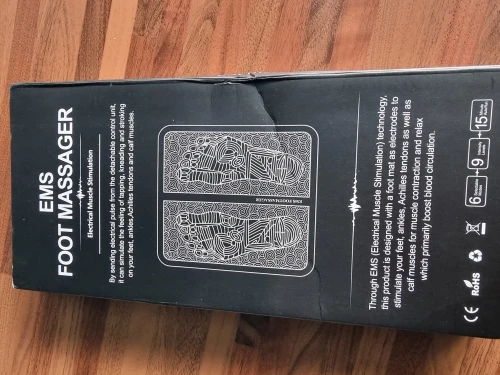 EMS
FOOT MASSAGER
Electrical Muscle Stimulation
By sending electrical pulse from the detachable control unit,
it can simulate the feeling of tapping, kneading and stroking
on your feet, ankles, Achilles tendons and calf muscles.
EMS FOOT MASSAGER
Through EMS (Electrical Muscle Stimulation) technology,
this product is designed with a foot mat as electrodes to
stimulate your feet, ankles, Achilles tendons as well as
calf muscles for muscle contraction and relax
which primarily boost blood circulation.
6 + 9 + 15
CE RoHS